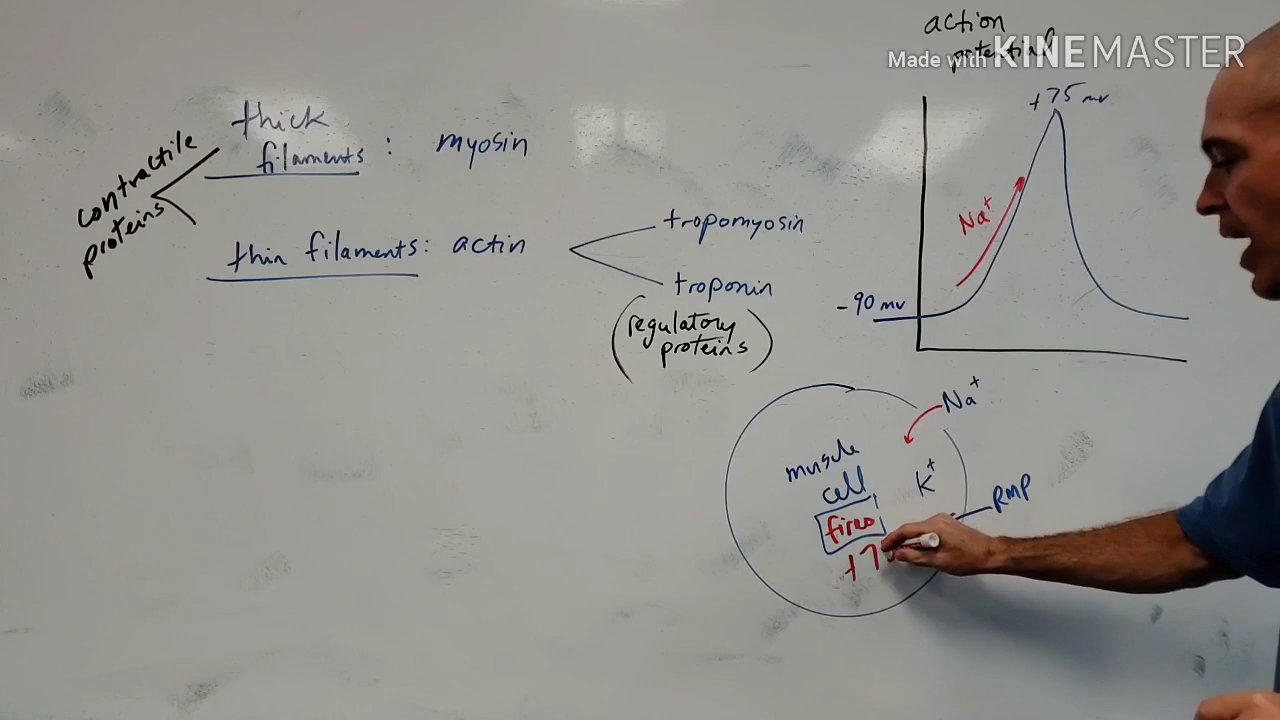 action
potential
Made with KINEMASTER
+75 mv
thick
filaments : myosin
contractile
proteins
Na+
tropomyosin
thin filaments: actin
troponin
(regulatory
proteins)
-90 mv
Na+
muscle
cell
K+
RMP
fires